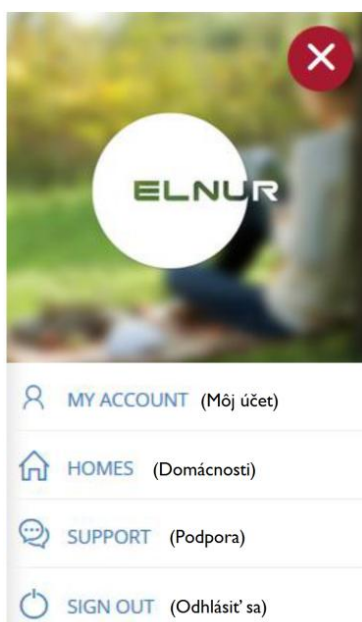 ELNUR
MY ACCOUNT (Môj účet)
HOMES (Domácnosti)
SUPPORT (Podpora)
SIGN OUT (Odhlásiť sa)